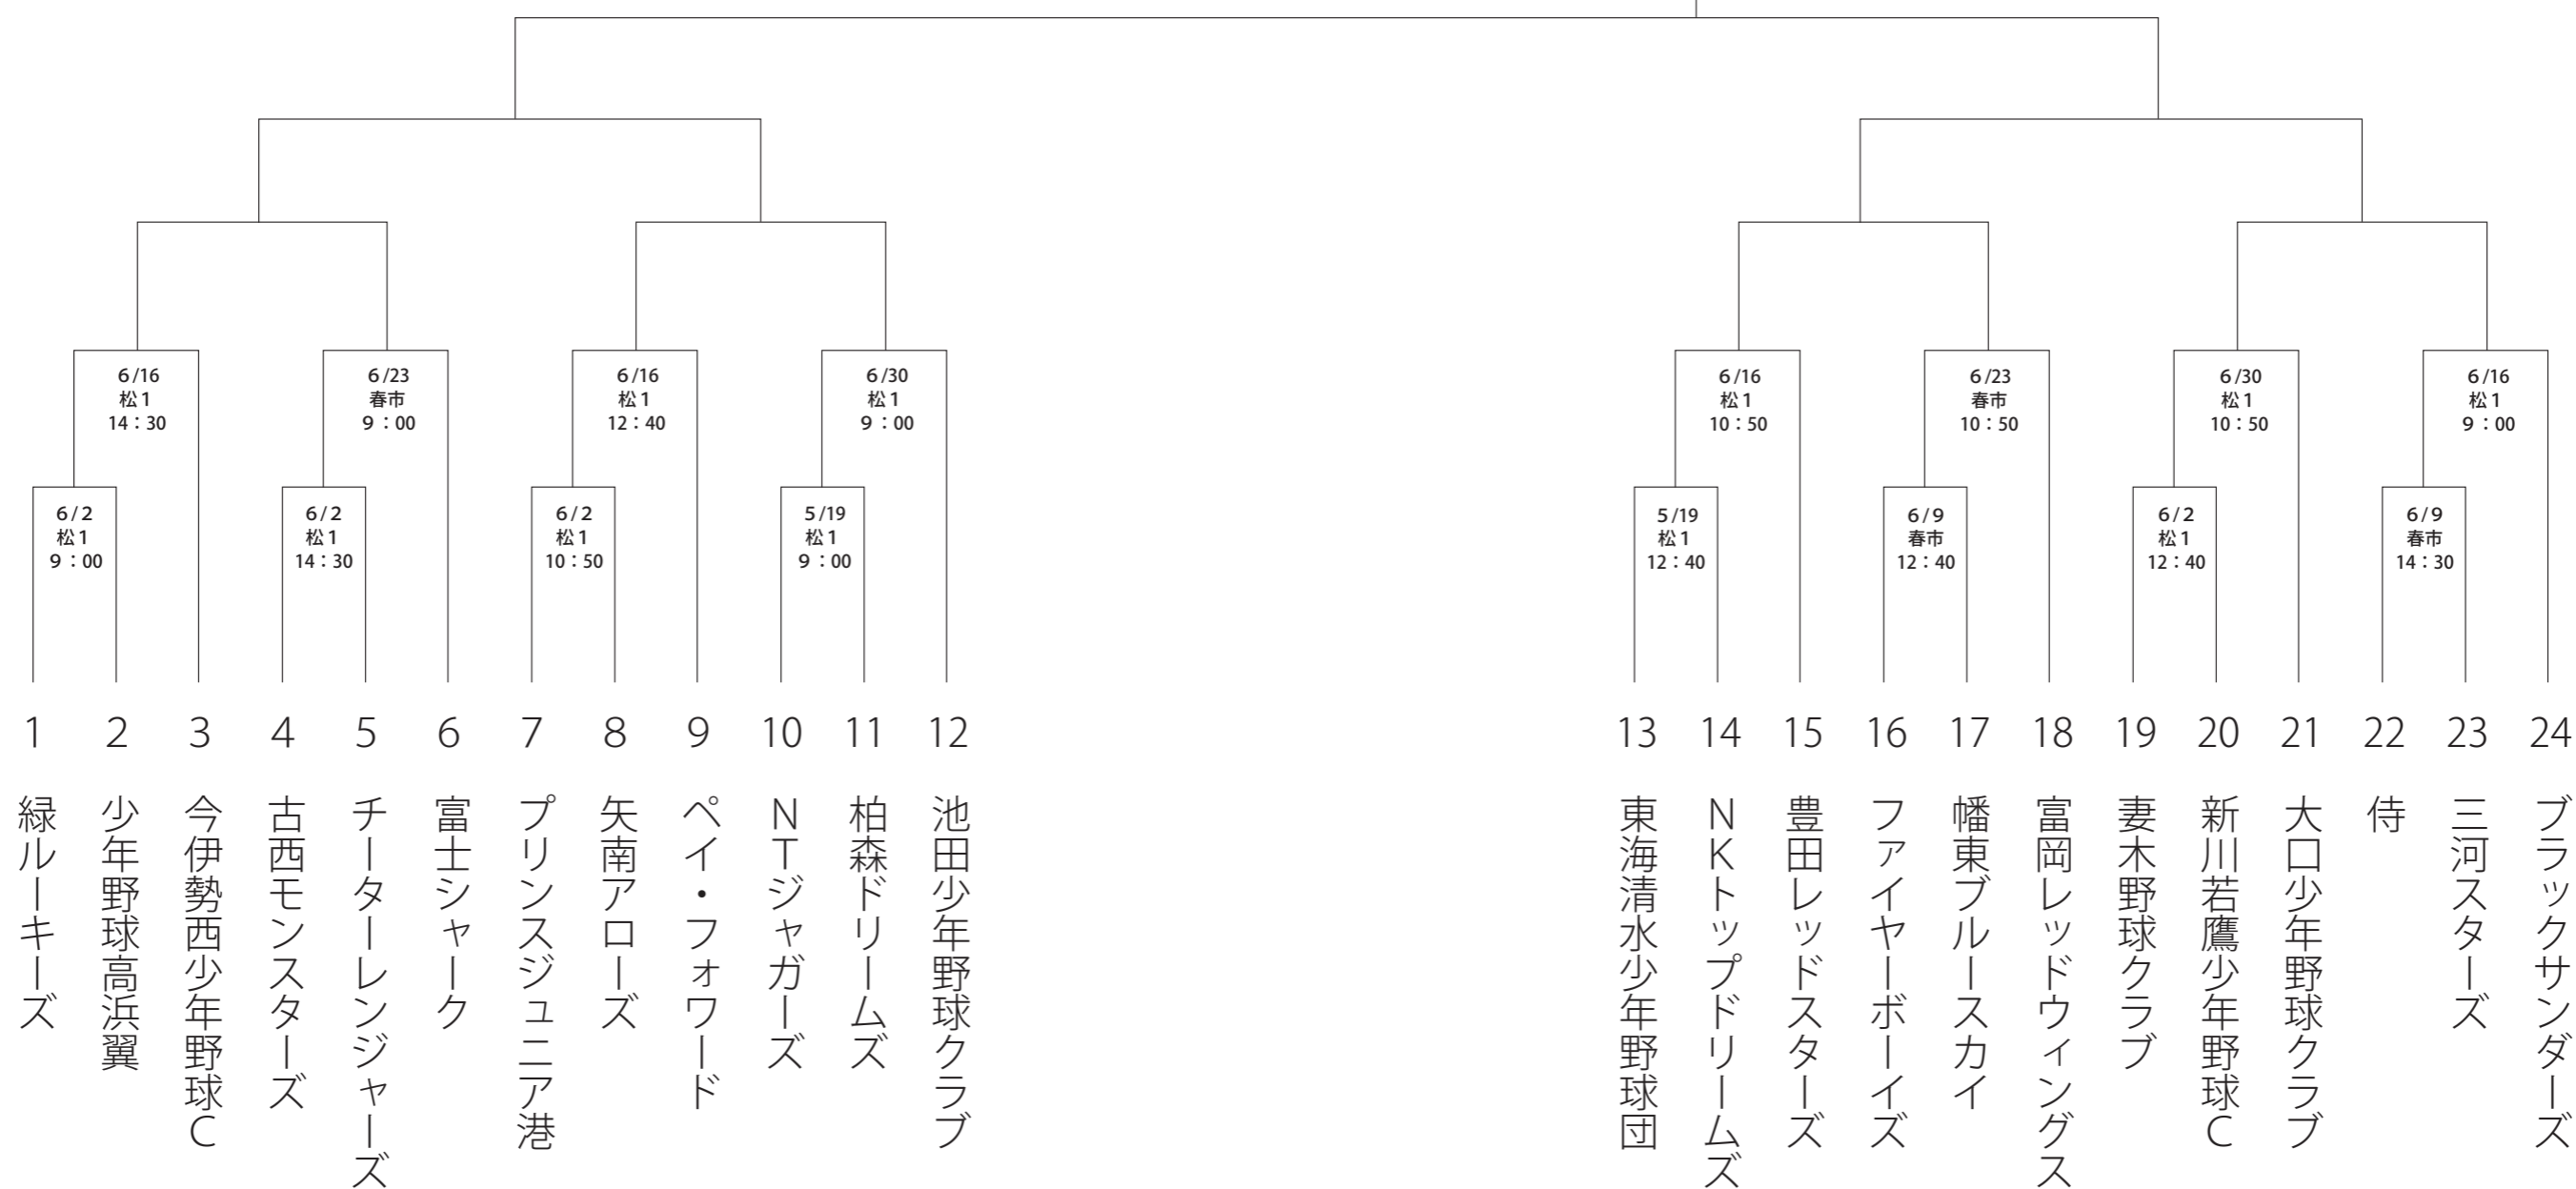 6/16
松1
14：30
6/23
春市
9：00
6/16
松1
12：40
6/30
松1
9：00
6/16
松1
10：50
6/23
春市
10：50
6/30
松1
10：50
6/16
松1
9：00
6/2
松1
9：00
6/2
松1
14：30
6/2
松1
10：50
5/19
松1
9：00
5/19
松1
12：40
6/9
春市
12：40
6/2
松1
12：40
6/9
春市
14：30
1 緑ルーキーズ
2 少年野球高浜翼
3 今伊勢西少年野球C
4 古西モンスターズ
5 チーターレンジャーズ
6 富士シャーク
7 プリンスジュニア港
8 矢南アローズ
9 ペイ・フォワード
10 NTジャガーズ
11 柏森ドリームズ
12 池田少年野球クラブ
13 東海清水少年野球団
14 NKトップドリームズ
15 豊田レッドスターズ
16 ファイヤーボーイズ
17 幡東ブルースカイ
18 富岡レッドウィングス
19 妻木野球クラブ
20 新川若鷹少年野球C
21 大口少年野球クラブ
22 侍
23 三河スターズ
24 ブラックサンダーズ